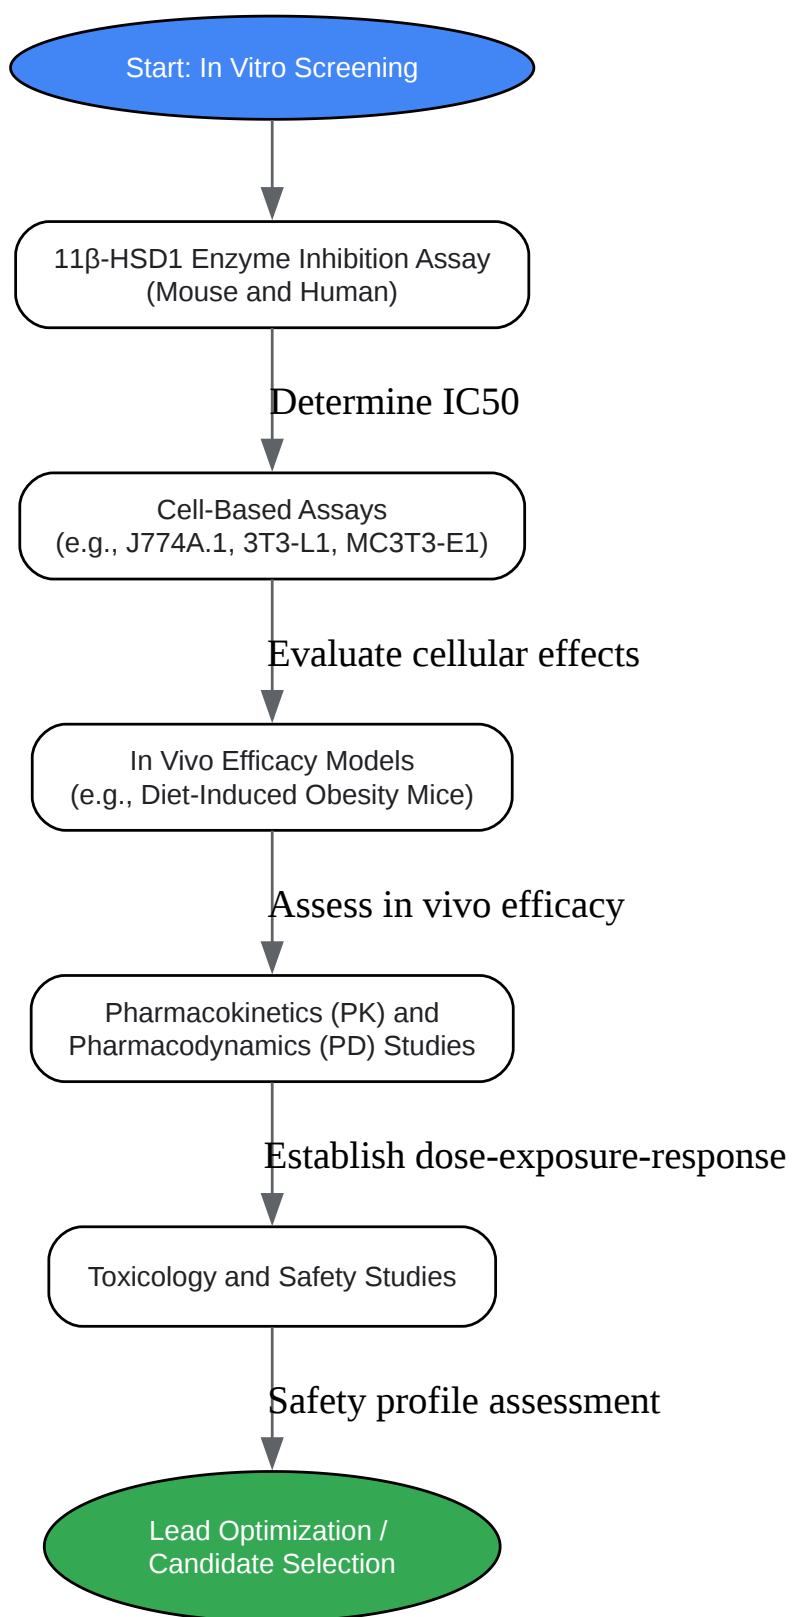 Start: In Vitro Screening
11β-HSD1 Enzyme Inhibition Assay
(Mouse and Human)
Determine IC50
Cell-Based Assays
(e.g., J774A.1, 3T3-L1, MC3T3-E1)
Evaluate cellular effects
In Vivo Efficacy Models
(e.g., Diet-Induced Obesity Mice)
Assess in vivo efficacy
Pharmacokinetics (PK) and
Pharmacodynamics (PD) Studies
Establish dose-exposure-response
Toxicology and Safety Studies
Safety profile assessment
Lead Optimization /
Candidate Selection